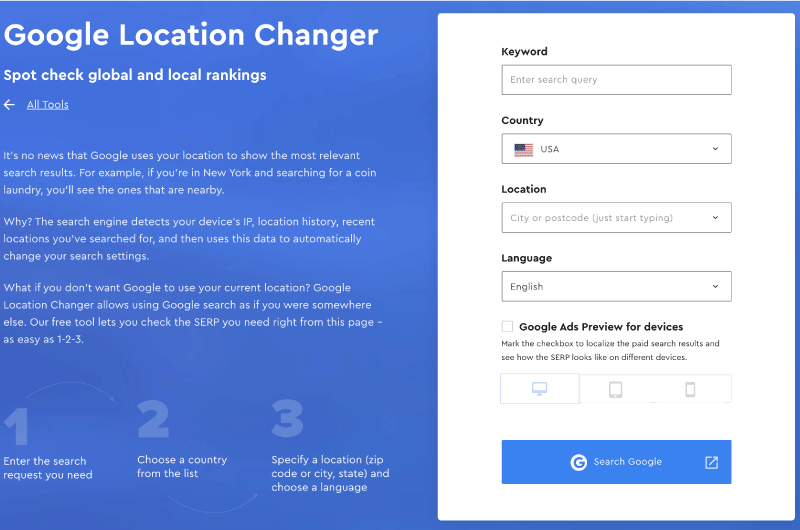 Google Location Changer
Spot check global and local rankings
All Tools
It's no news that Google uses your location to show the most relevant
search results. For example, if you're in New York and searching for a coin
laundry, you'll see the ones that are nearby.
Why? The search engine detects your device's IP, location history, recent
locations you've searched for, and then uses this data to automatically
change your search settings.
What if you don't want Google to use your current location? Google
Location Changer allows using Google search as if you were somewhere
else. Our free tool lets you check the SERP you need right from this page –
as easy as 1-2-3.
1
Enter the search
request you need
2
Choose a country
from the list
3
Specify a location (zip
code or city, state) and
choose a language
Keyword
Enter search query
Country
USA
Location
City or postcode (just start typing)
Language
English
Google Ads Preview for devices
Mark the checkbox to localize the paid search results and
see how the SERP looks like on different devices.
G Search Google